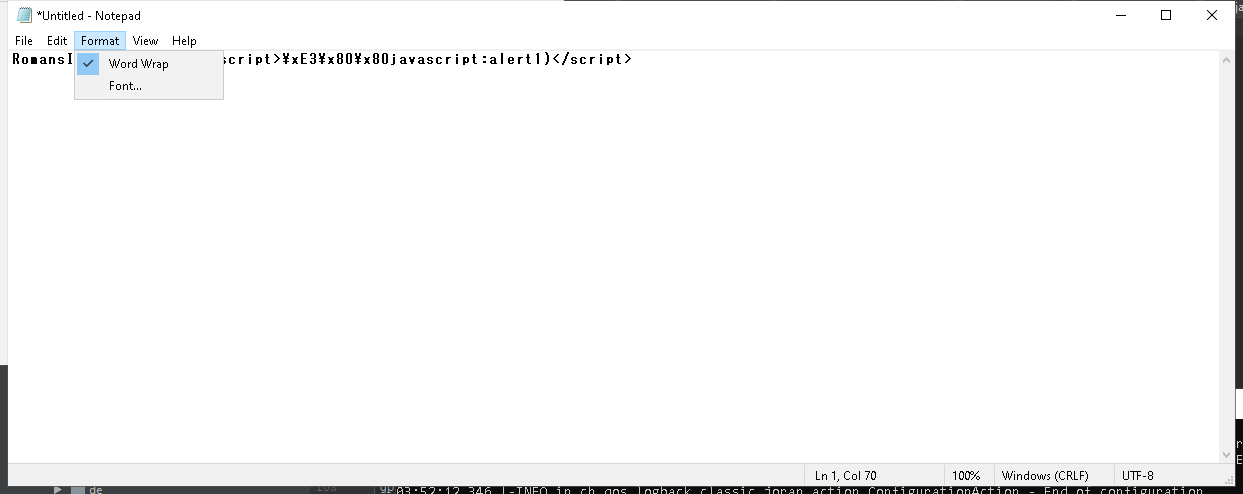 *Untitled - Notepad
File Edit Format View Help
Romans
script>¥xE3¥x80¥x80javascript:alert1)</script>
Word Wrap
Font...
Ln 1, Col 70 100% Windows (CRLF) UTF-8
de
03:52:12,346 |-INFO in ch.qos.logback.classic.joran.action.ConfigurationAction - End of configuration.